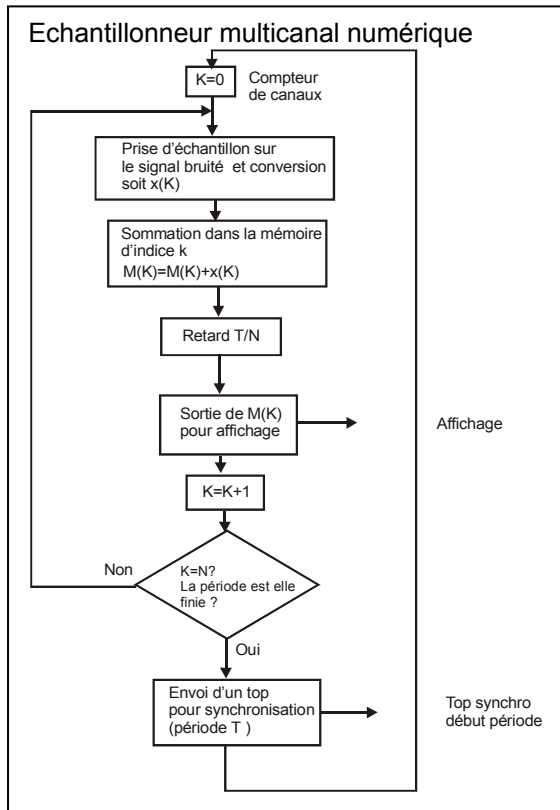 Echantillonneur multicanal numérique
K=0
Compteur
de canaux
Prise d'échantillon sur
le signal bruité et conversion
soit x(K)
Sommation dans la mémoire
d'indice k
M(K)=M(K)+x(K)
Retard T/N
Sortie de M(K)
pour affichage
Affichage
K=K+1
Non
K=N?
La période est elle
finie ?
Oui
Envoi d'un top
pour synchronisation
(période T )
Top synchro
début période